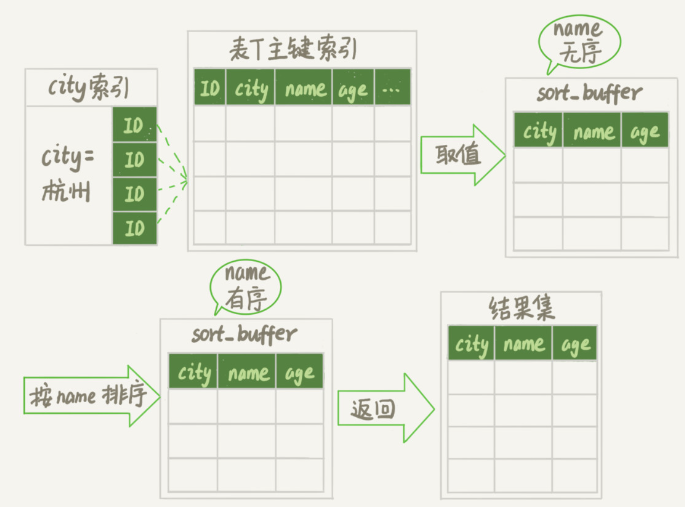 city索引
city=
杭州
ID
ID
ID
ID
表T主键索引
ID city name age ...
取值
name
无序
sort_buffer
city name age
按name排序
name
有序
sort_buffer
city name age
返回
结果集
city name age